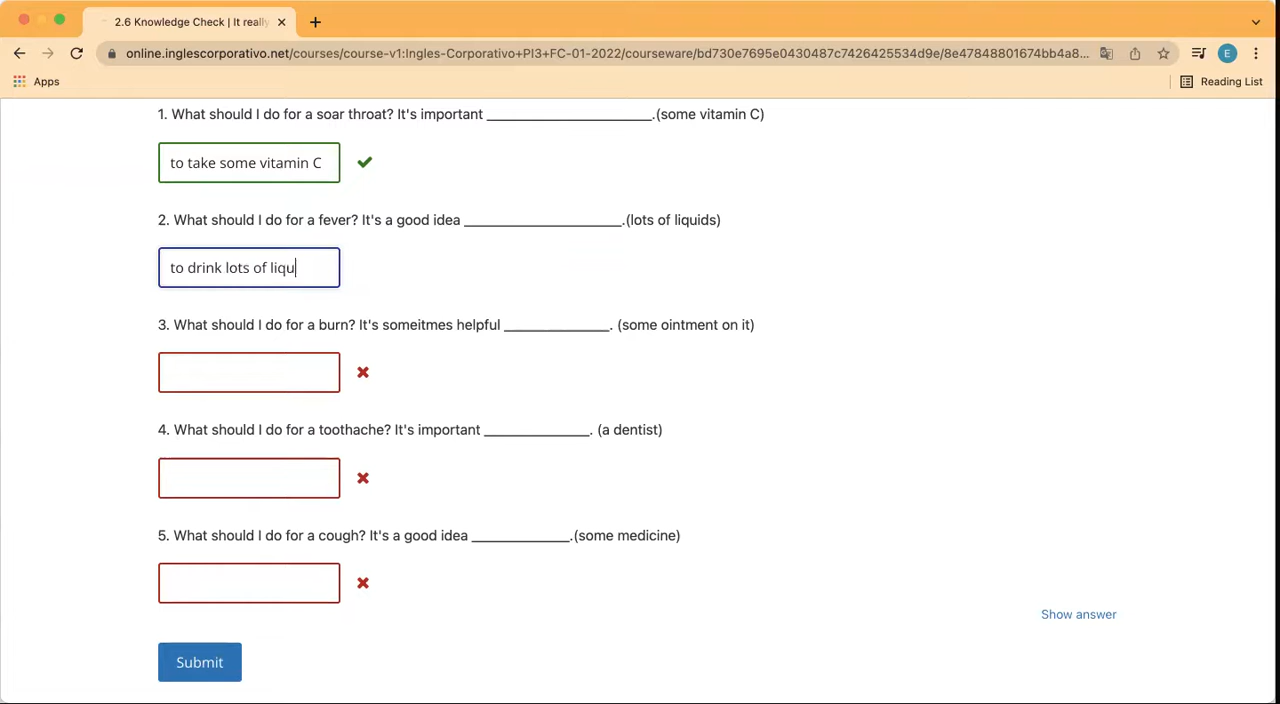 2.6 Knowledge Check | It really
online.inglescorporativo.net/courses/course-v1:Ingles-Corporativo+PI3+FC-01-2022/courseware/bd730e7695e0430487c7426425534d9e/8e47848801674bb4a8...
E
Apps
Reading List
1. What should I do for a soar throat? It's important ____________________.(some vitamin C)
to take some vitamin C
2. What should I do for a fever? It's a good idea ___________________.(lots of liquids)
to drink lots of liqu
3. What should I do for a burn? It's someitmes helpful _____________. (some ointment on it)
4. What should I do for a toothache? It's important _____________. (a dentist)
5. What should I do for a cough? It's a good idea ____________.(some medicine)
Show answer
Submit